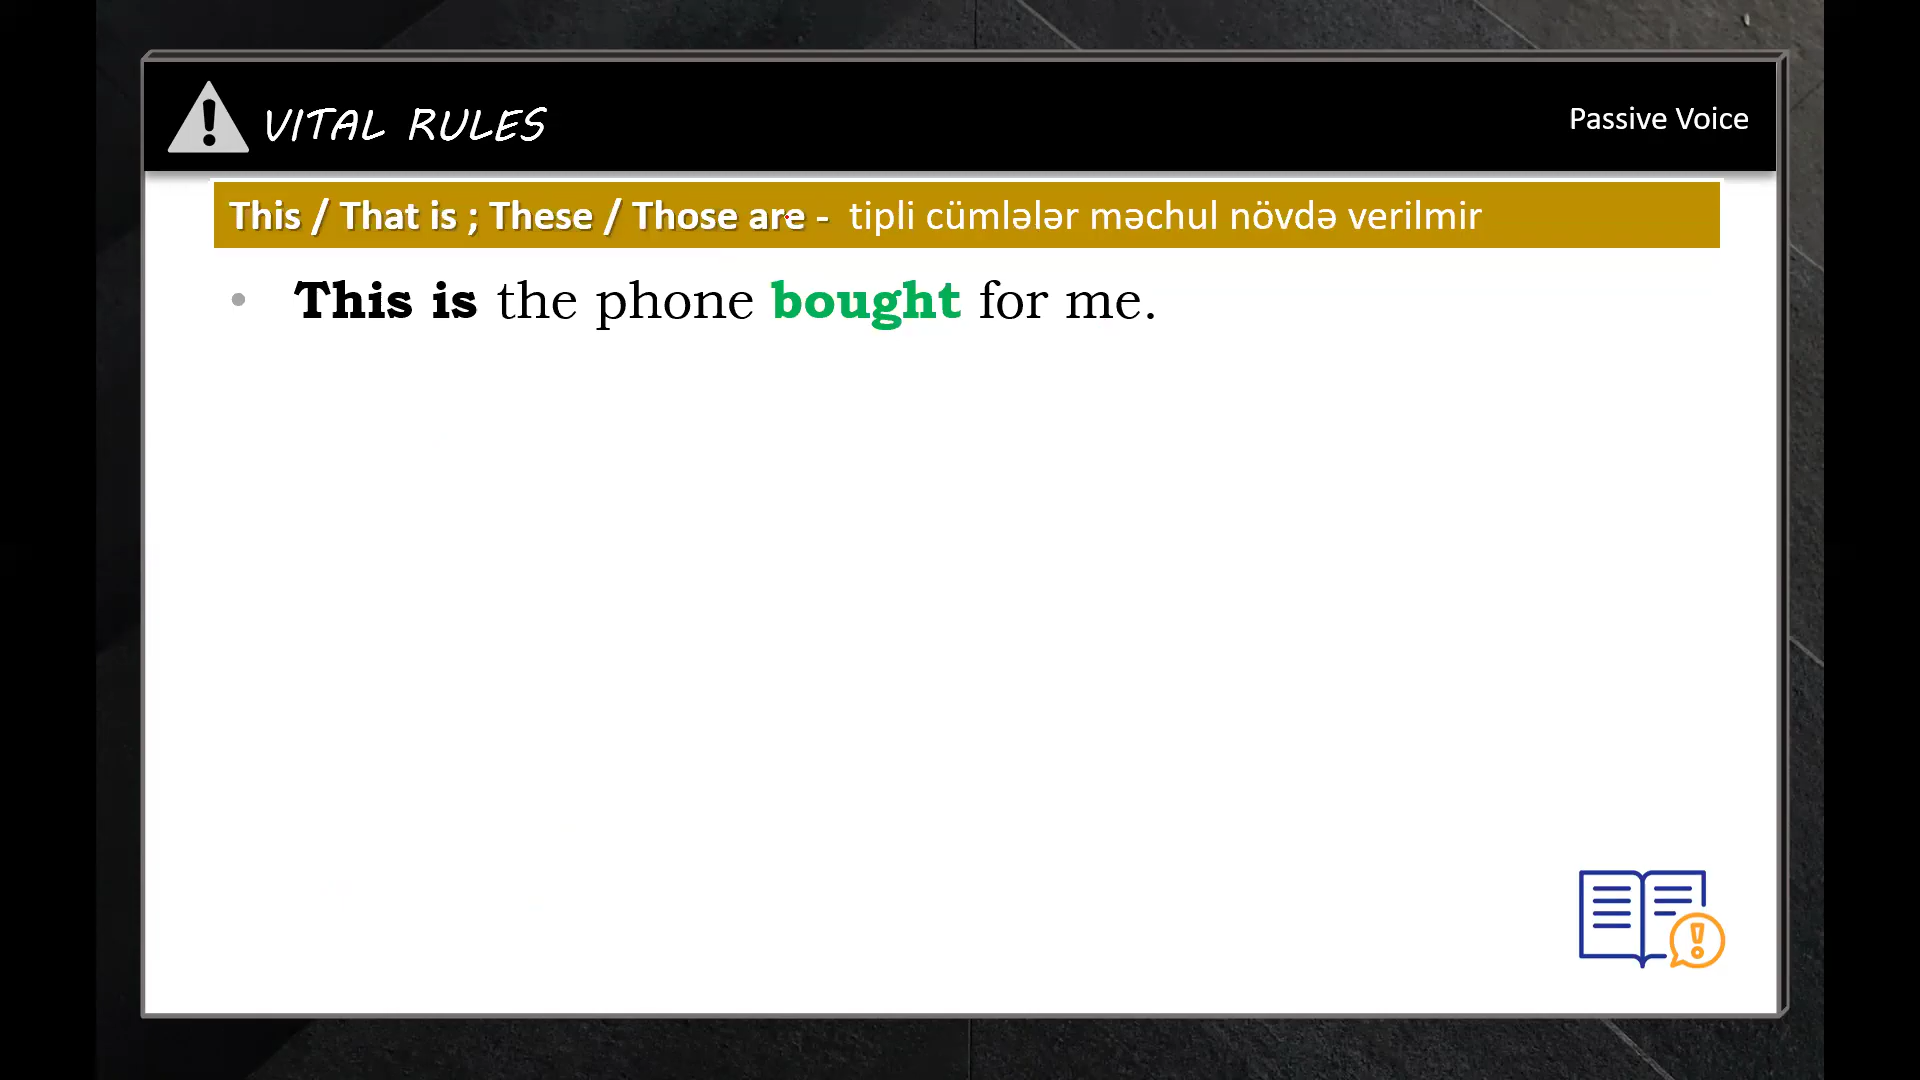 VITAL RULES
Passive Voice
This / That is ; These / Those are - tipli cümlələr məchul növdə verilmir
• This is the phone bought for me.